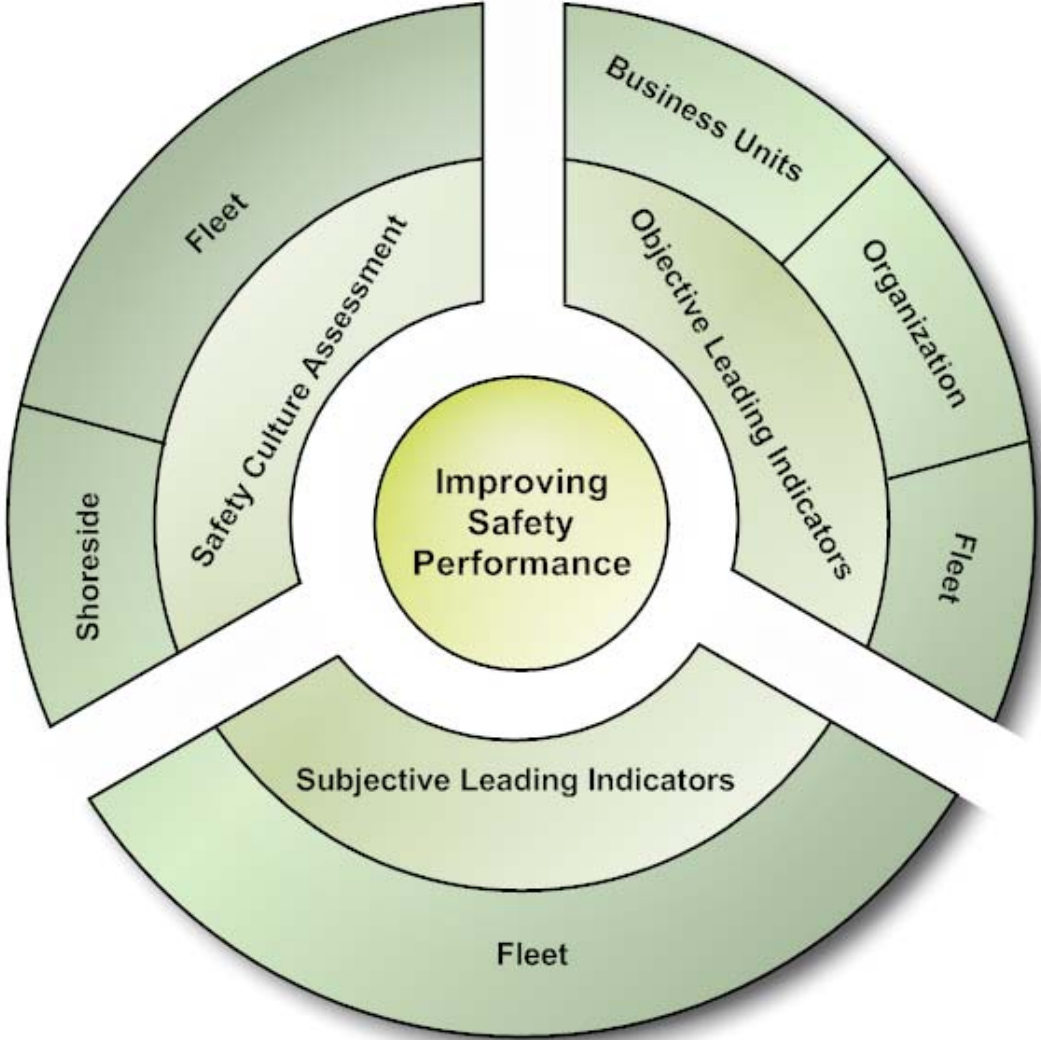 Business Units
Organization
Fleet
Objective Leading Indicators
Fleet
Shoreside
Safety Culture Assessment
Improving
Safety
Performance
Subjective Leading Indicators
Fleet